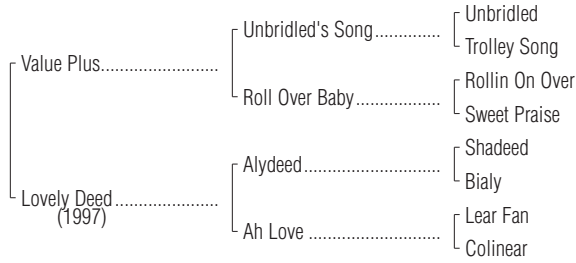 Unbridled
Unbridled's Song..............
Trolley Song
Value Plus.........................
Rollin On Over
Roll Over Baby..................
Sweet Praise
Shadeed
Alydeed.............................
Bialy
Lovely Deed......................
(1997)
Lear Fan
Ah Love ............................
Colinear